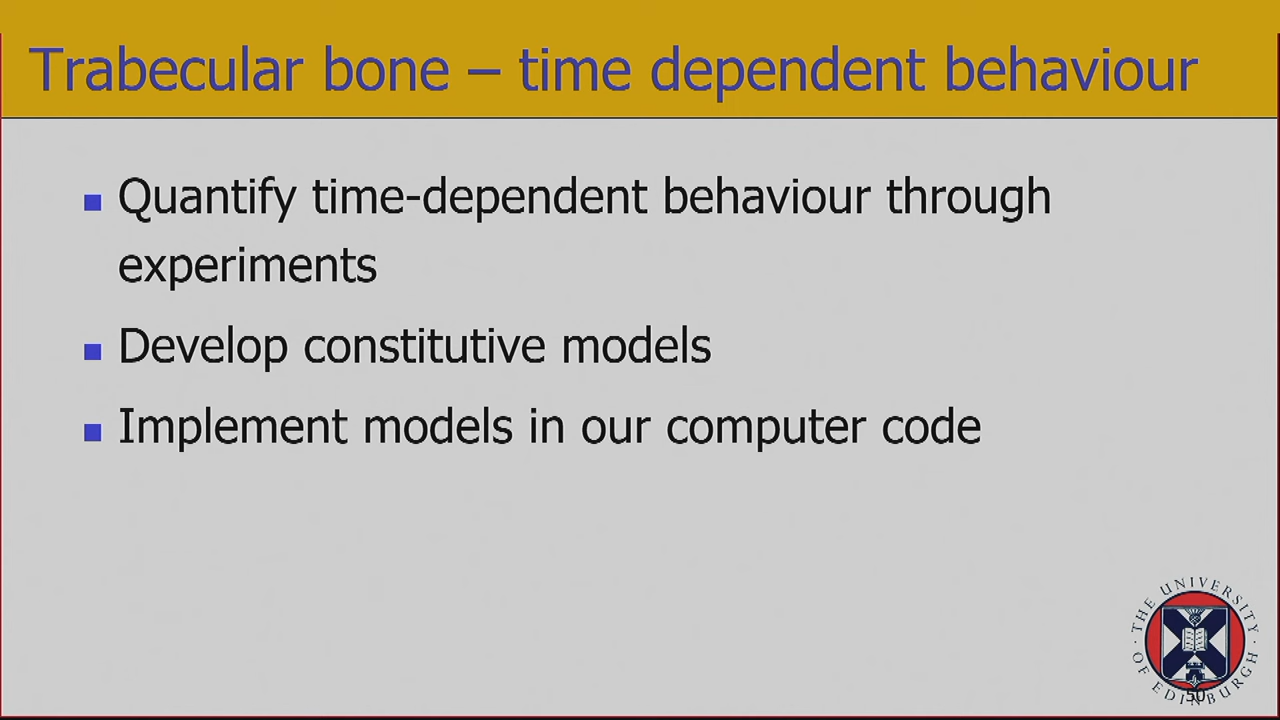 Trabecular bone – time dependent behaviour
Quantify time-dependent behaviour through
experiments
Develop constitutive models
Implement models in our computer code
THE UNIVERSITY
OF EDINBURGH
50